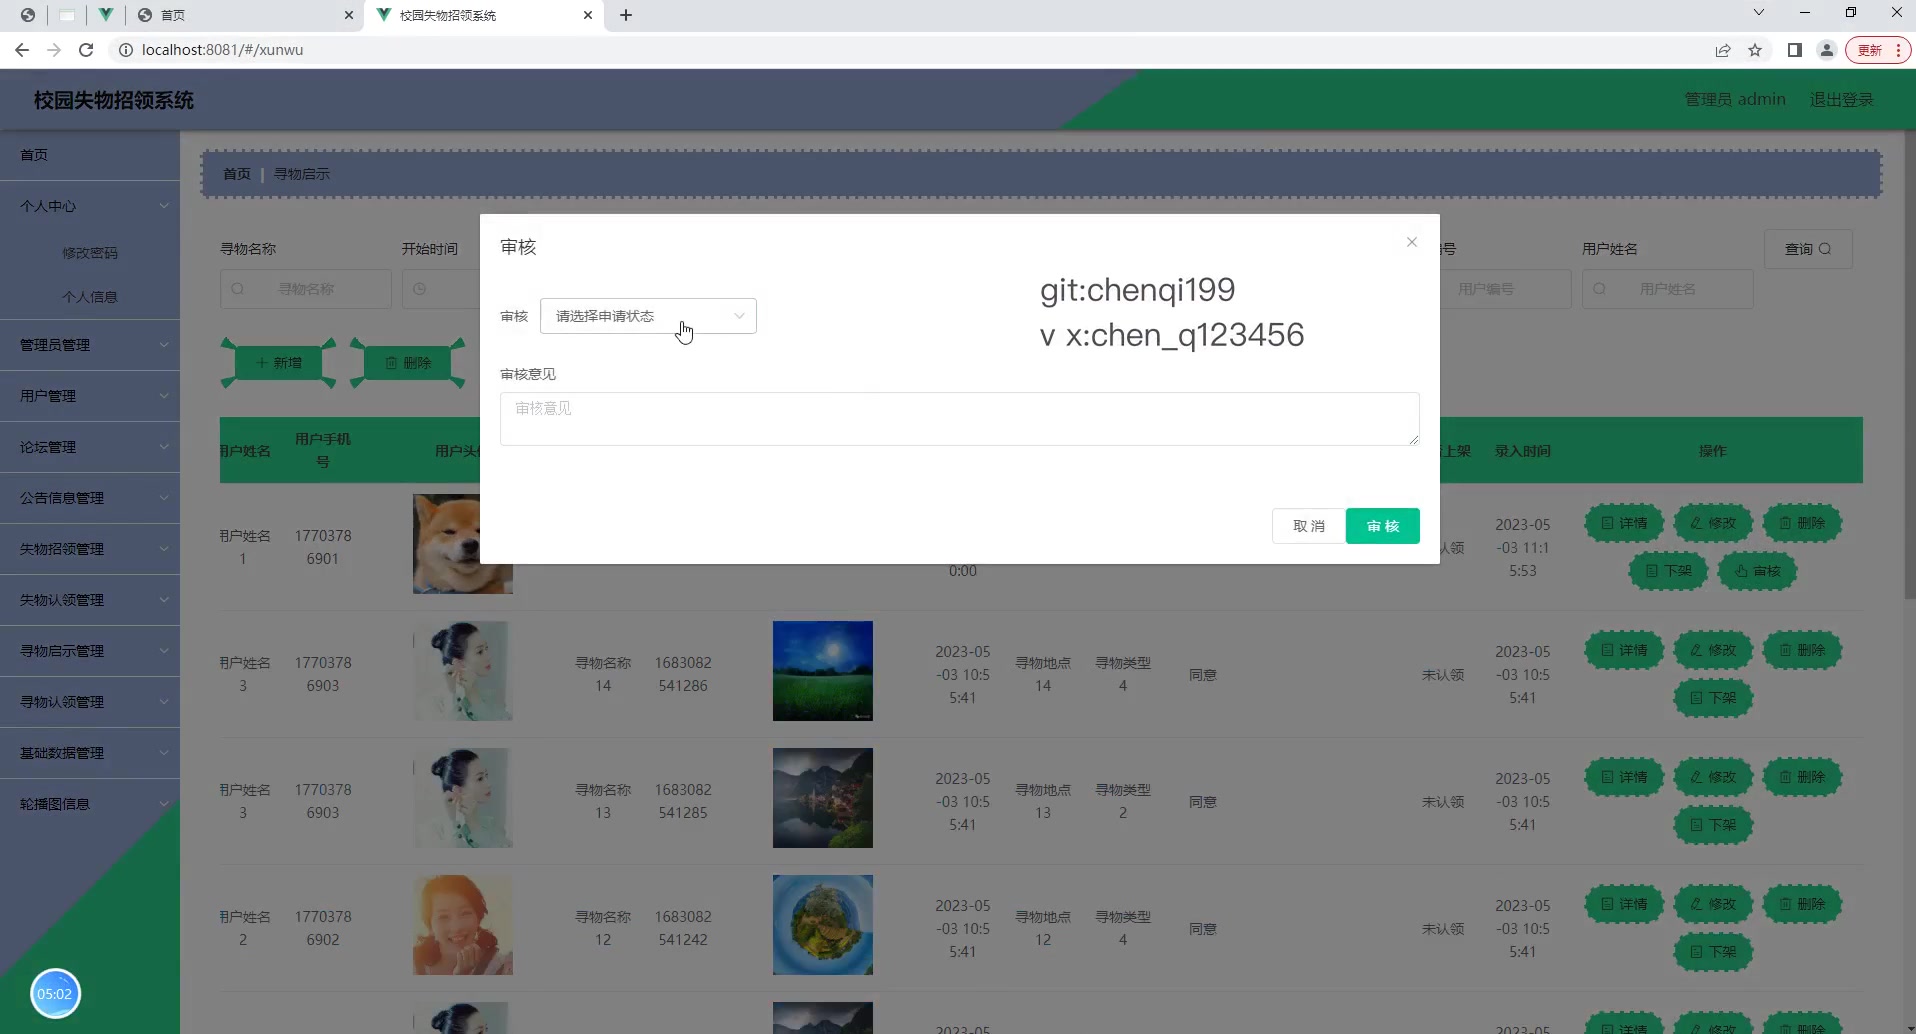 首页
校园失物招领系统
localhost:8081/#/xunwu
更新
校园失物招领系统
管理员 admin
退出登录
首页
个人中心
修改密码
个人信息
管理员管理
用户管理
论坛管理
公告信息管理
失物招领管理
失物认领管理
寻物启示管理
寻物认领管理
基础数据管理
轮播图信息
05:02
首页 | 寻物启示
寻物名称
开始时间
用户姓名
寻物名称
用户编号
用户姓名
查询
新增
删除
审核
审核
请选择申请状态
git:chenqi199
v x:chen_q123456
审核意见
审核意见
取 消
审 核
用户姓名
用户手机
号
上架
录入时间
操作
用户姓名
1
1770378
6901
0:00
认领
2023-05
-03 11:1
5:53
详情
修改
删除
下架
审核
用户姓名
3
1770378
6903
寻物名称
14
1683082
541286
2023-05
-03 10:5
5:41
寻物地点
14
寻物类型
4
同意
未认领
2023-05
-03 10:5
5:41
详情
修改
删除
下架
用户姓名
3
1770378
6903
寻物名称
13
1683082
541285
2023-05
-03 10:5
5:41
寻物地点
13
寻物类型
2
同意
未认领
2023-05
-03 10:5
5:41
详情
修改
删除
下架
用户姓名
2
1770378
6902
寻物名称
12
1683082
541242
2023-05
-03 10:5
5:41
寻物地点
12
寻物类型
4
同意
未认领
2023-05
-03 10:5
5:41
详情
修改
删除
下架
2023-05
2023-05
详情
修改
删除